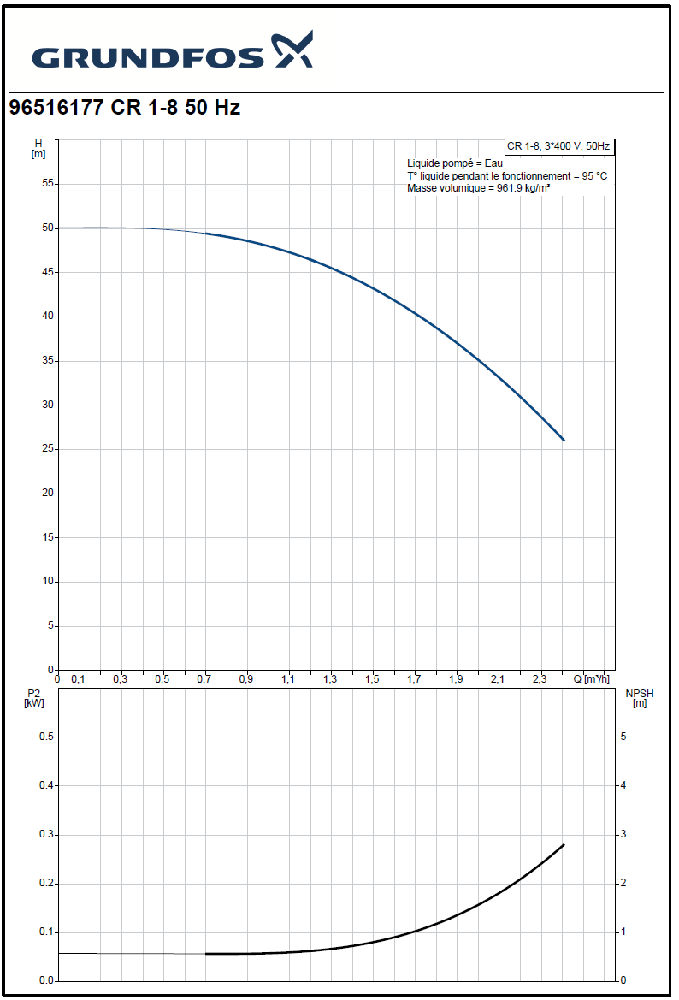 GRUNDFOS
96516177 CR 1-8 50 Hz
H
[m]
CR 1-8, 3*400 V, 50Hz
Liquide pompé = Eau
T° liquide pendant le fonctionnement = 95 °C
Masse volumique = 961.9 kg/m³
55
50
45
40
35
30
25
20
15
10
5
0
0 0,1 0,3 0,5 0,7 0,9 1,1 1,3 1,5 1,7 1,9 2,1 2,3 Q [m³/h]
P2
[kW]
NPSH
[m]
0.5 5
0.4 4
0.3 3
0.2 2
0.1 1
0.0 0